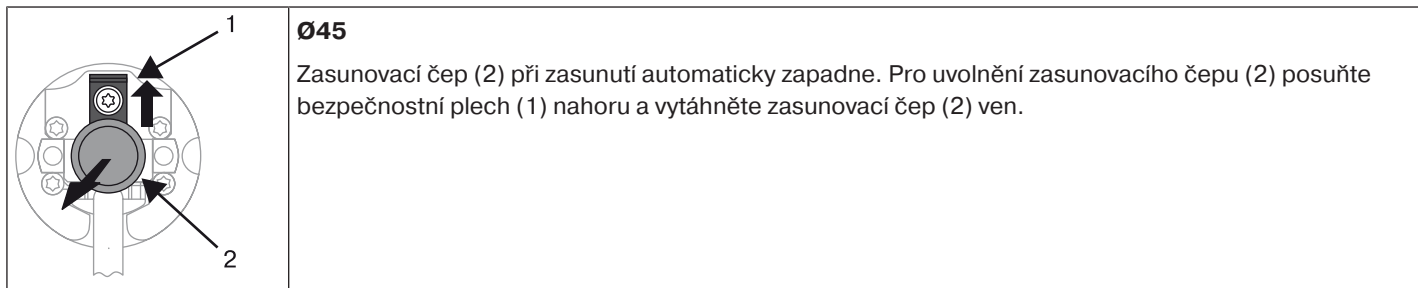 1
2
Ø45
Zasunovací čep (2) při zasunutí automaticky zapadne. Pro uvolnění zasunovacího čepu (2) posuňte
bezpečnostní plech (1) nahoru a vytáhněte zasunovací čep (2) ven.